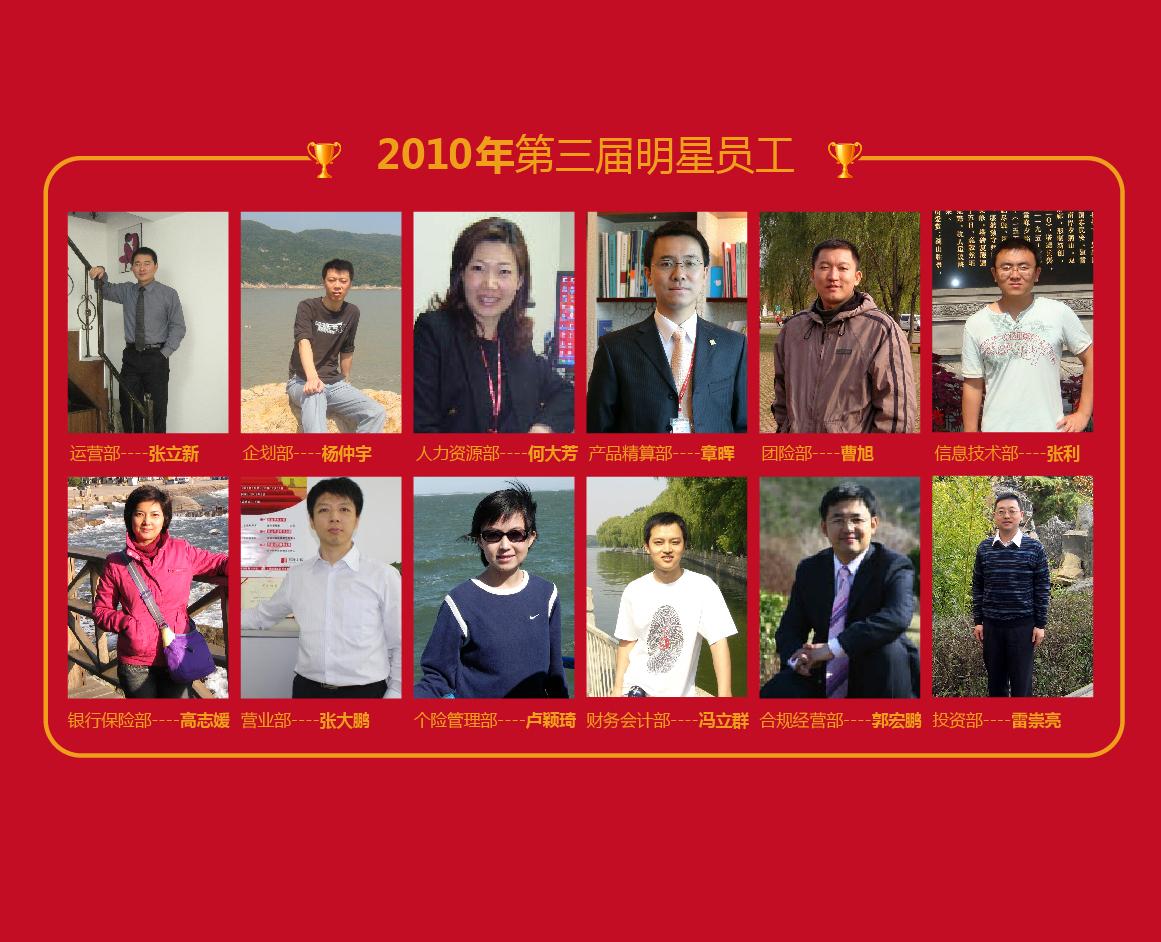 2010年第三届明星员工
运营部----张立新
企划部----杨仲宇
人力资源部----何大芳
产品精算部----章晖
团险部----曹旭
信息技术部----张利
银行保险部----高志媛
营业部----张大鹏
个险管理部----卢颖琦
财务会计部----冯立群
合规经营部----郭宏鹏
投资部----雷崇亮